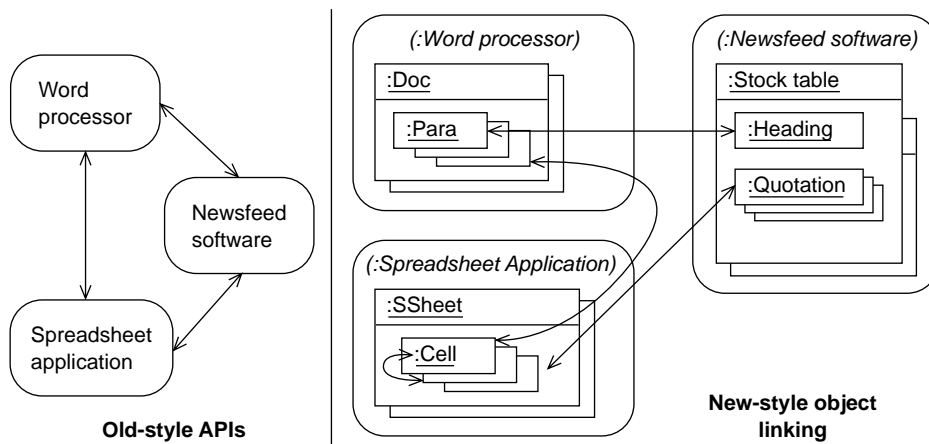 Word
processor
Newsfeed
software
Spreadsheet
application
Old-style APIs
(:Word processor)
:Doc
:Para
(:Newsfeed software)
:Stock table
:Heading
:Quotation
(:Spreadsheet Application)
:SSheet
:Cell
New-style object
linking